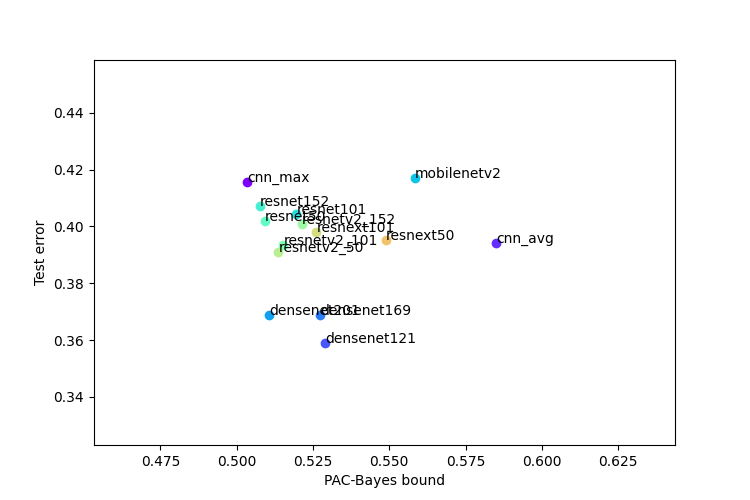 0.44
0.42
0.40
0.38
0.36
0.34
Test error
mobilenetv2
cnn_max
resnet152
resnet101
resnet50
resnetv2_152
resnext101
resnext50
cnn_avg
resnetv2_101
resnetv2_50
densenet201
densenet169
densenet121
0.475 0.500 0.525 0.550 0.575 0.600 0.625
PAC-Bayes bound